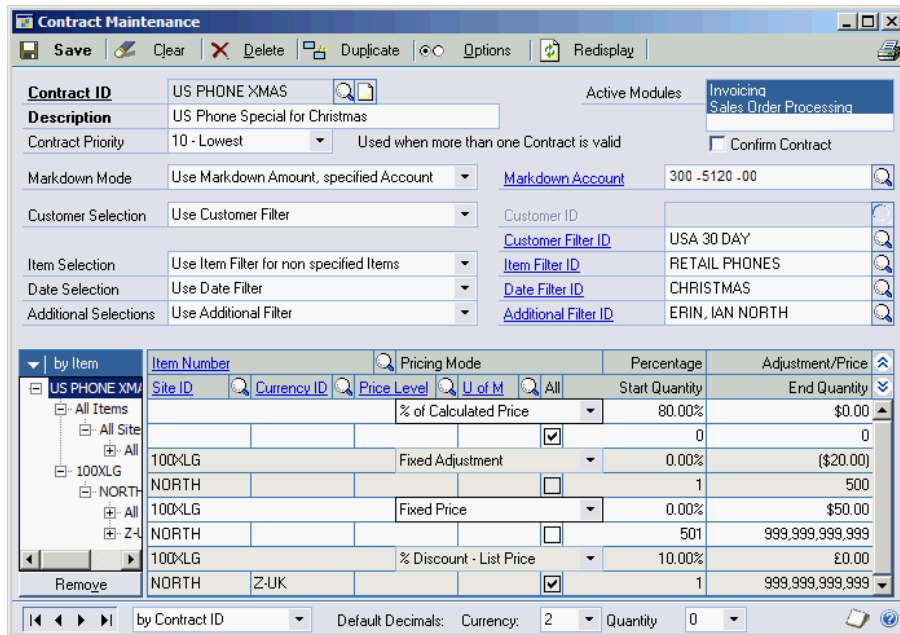 Contract Maintenance
Save Clear Delete Duplicate Options Redisplay
Contract ID US PHONE XMAS Active Modules Invoicing
Sales Order Processing
Description US Phone Special for Christmas
Contract Priority 10 - Lowest Used when more than one Contract is valid Confirm Contract
Markdown Mode Use Markdown Amount, specified Account Markdown Account 300 -5120 -00
Customer Selection Use Customer Filter Customer ID
Customer Filter ID USA 30 DAY
Item Selection Use Item Filter for non specified Items Item Filter ID RETAIL PHONES
Date Selection Use Date Filter Date Filter ID CHRISTMAS
Additional Selections Use Additional Filter Additional Filter ID ERIN, IAN NORTH
by Item Item Number Pricing Mode Percentage Adjustment/Price
US PHONE XMA Site ID Currency ID Price Level U of M All Start Quantity End Quantity
All Items % of Calculated Price 80.00% $0.00
All Site 0 0
All 100XLG Fixed Adjustment 0.00% ($20.00)
100XLG NORTH 1 500
NORTH 100XLG Fixed Price 0.00% $50.00
All NORTH 501 999,999,999,999
Z-U 100XLG % Discount - List Price 10.00% £0.00
Remove NORTH Z-UK 1 999,999,999,999
by Contract ID Default Decimals: Currency: 2 Quantity 0